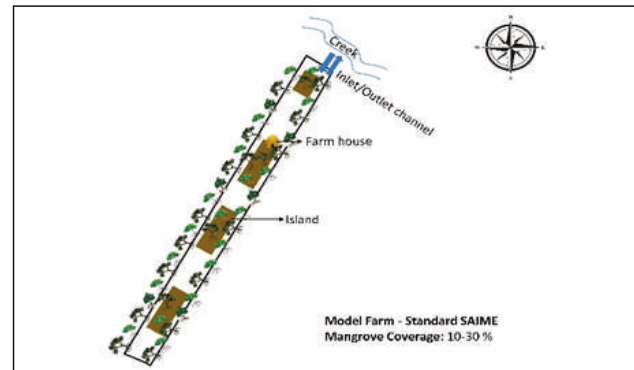 Creek
Inlet/Outlet channel
Farm house
Island
Model Farm - Standard SAIME
Mangrove Coverage: 10-30 %